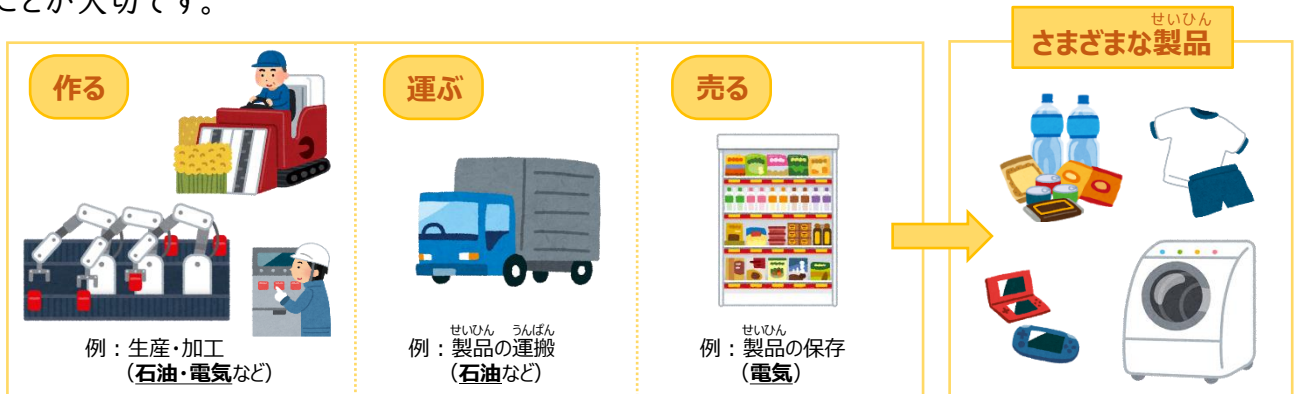 ことが大切です。
せいひん
さまざまな製品
作る
運ぶ
売る
例：生産・加工
（石油・電気など）
せいひん うんぱん
例：製品の運搬
（石油など）
せいひん
例：製品の保存
（電気）